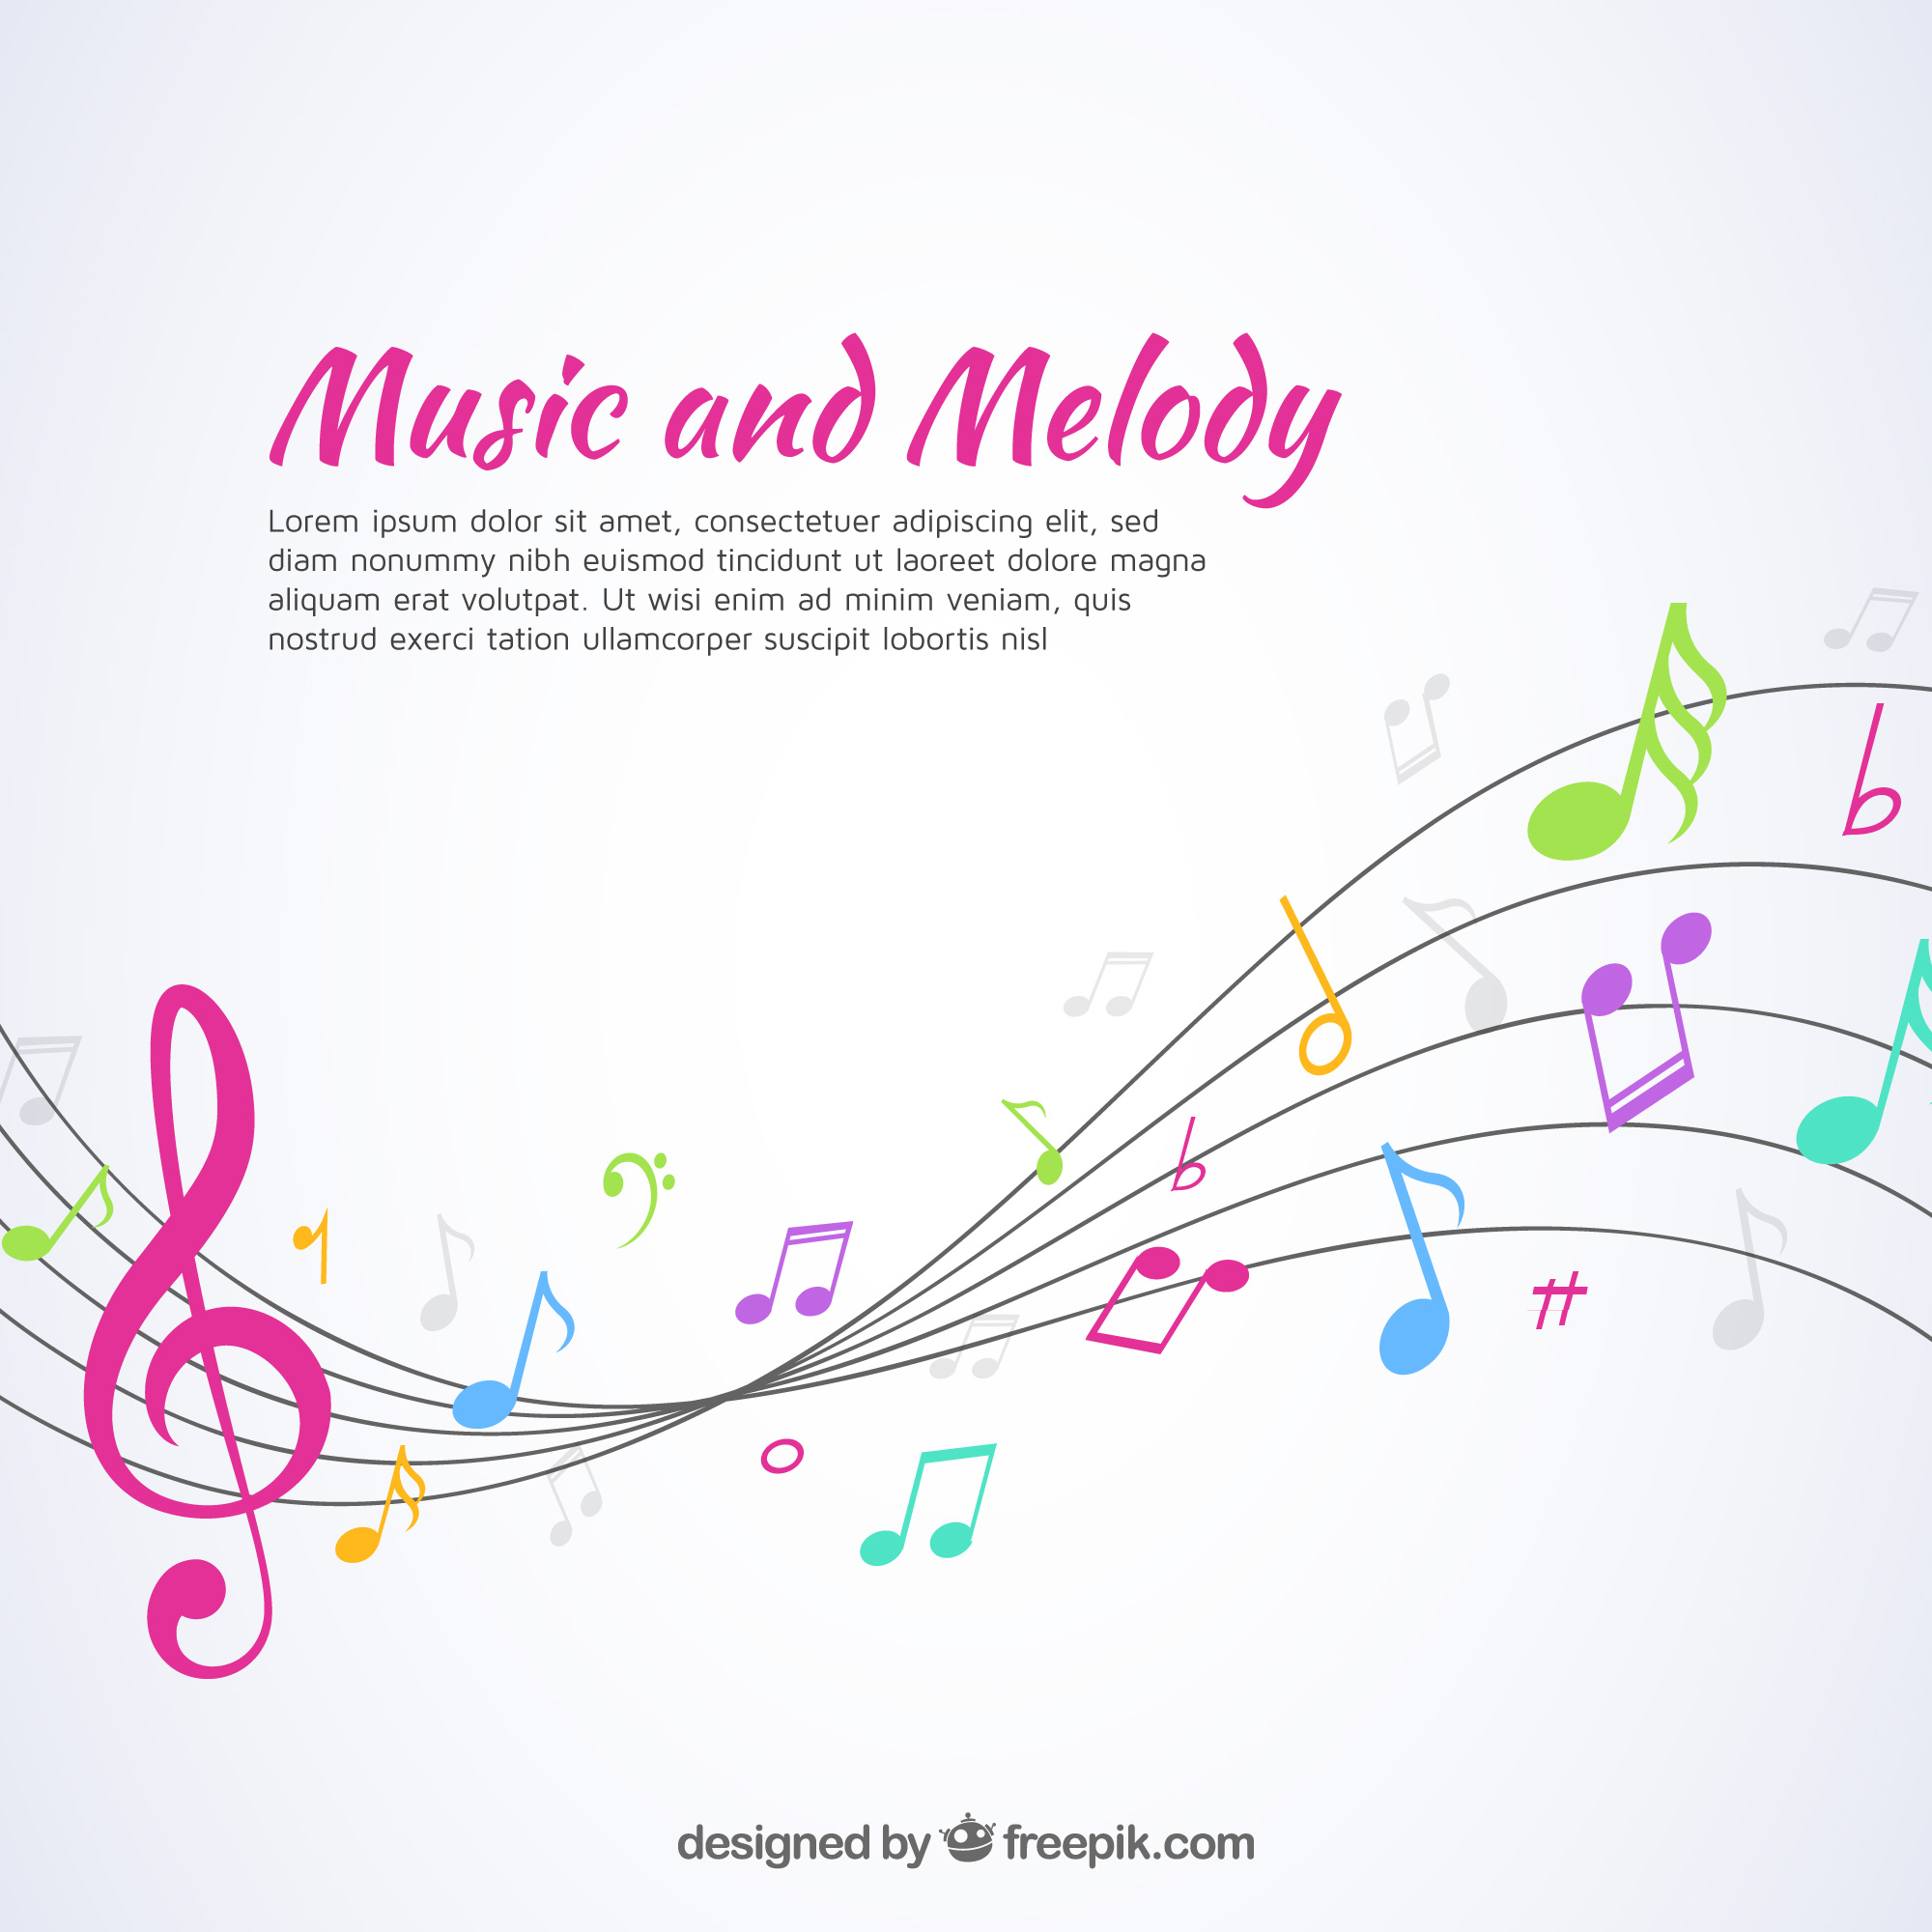 Music and Melody
Lorem ipsum dolor sit amet, consectetuer adipiscing elit, sed
diam nonummy nibh euismod tincidunt ut laoreet dolore magna
aliquam erat volutpat. Ut wisi enim ad minim veniam, quis
nostrud exerci tation ullamcorper suscipit lobortis nisl
designed by freepik.com